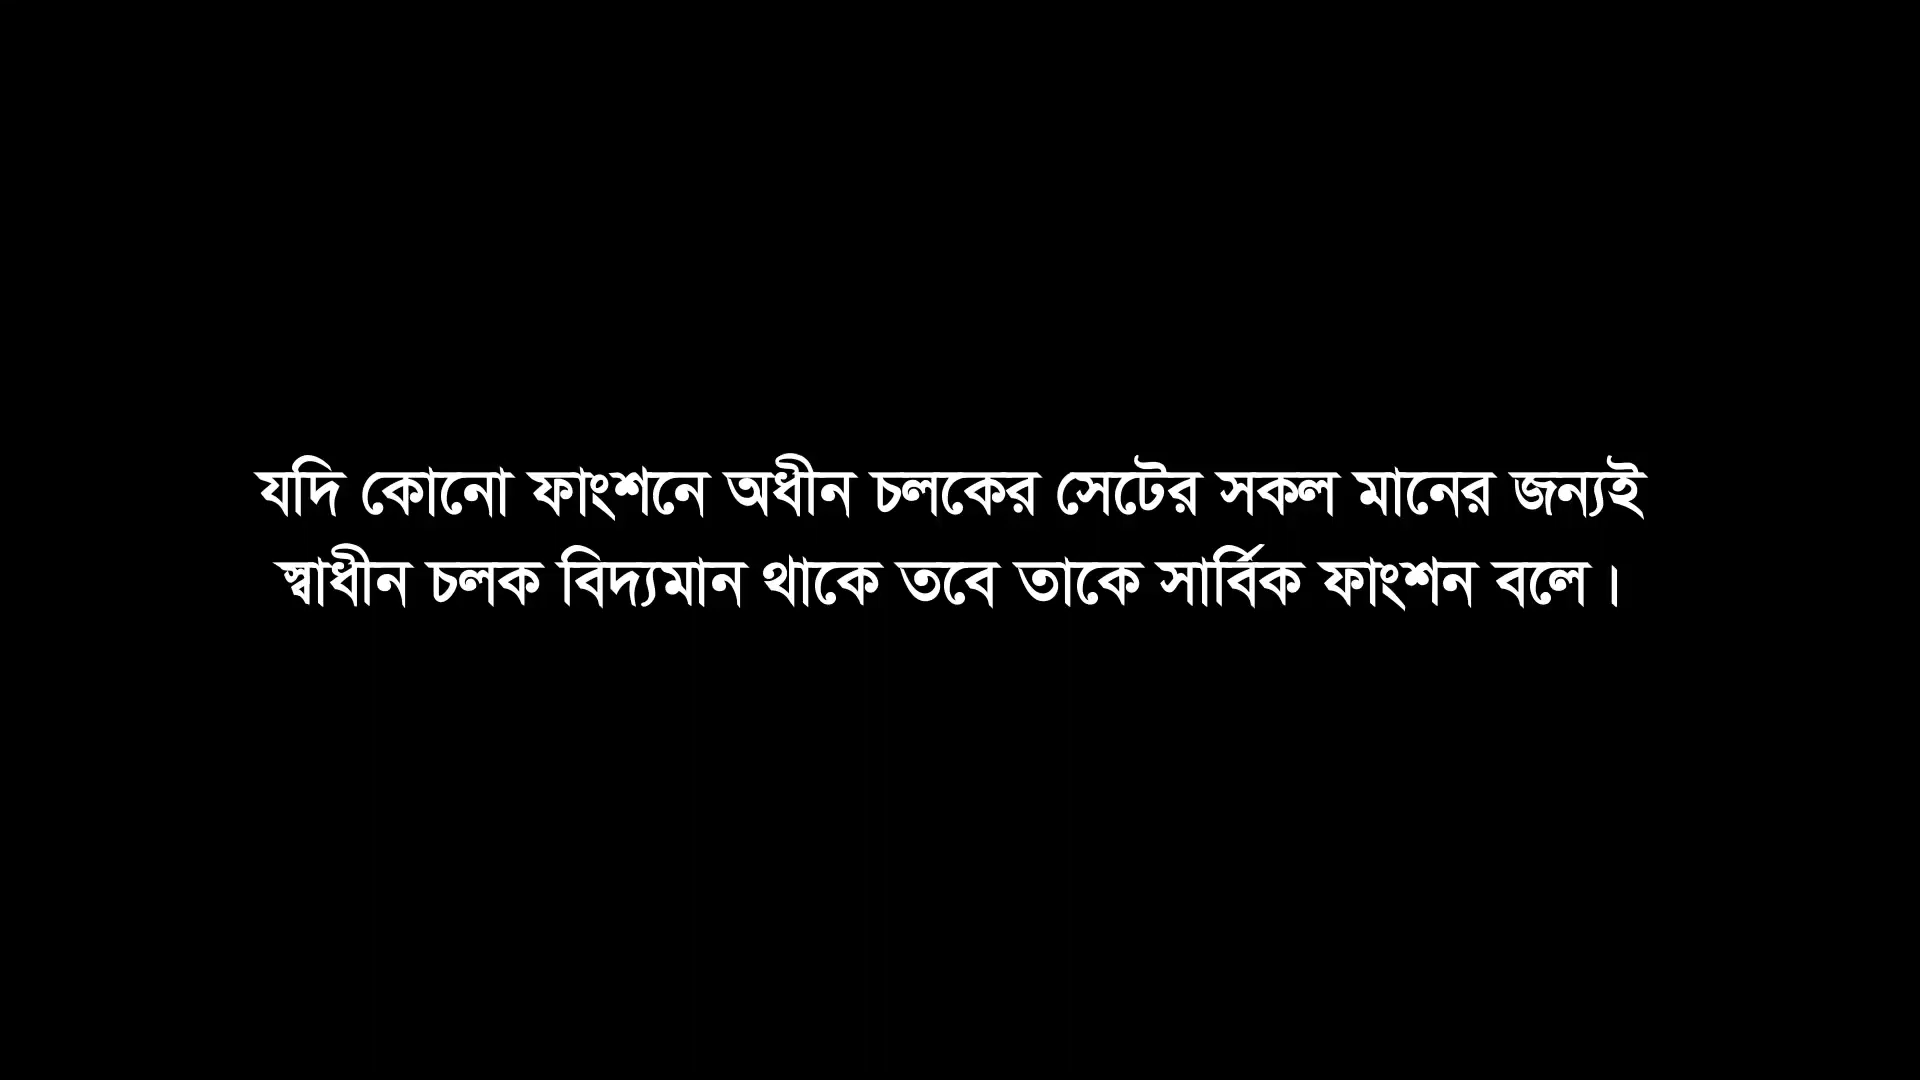 যদি কোনো ফাংশনে অধীন চলকের সেটের সকল মানের জন্যই
স্বাধীন চলক বিদ্যমান থাকে তবে তাকে সার্বিক ফাংশন বলে।